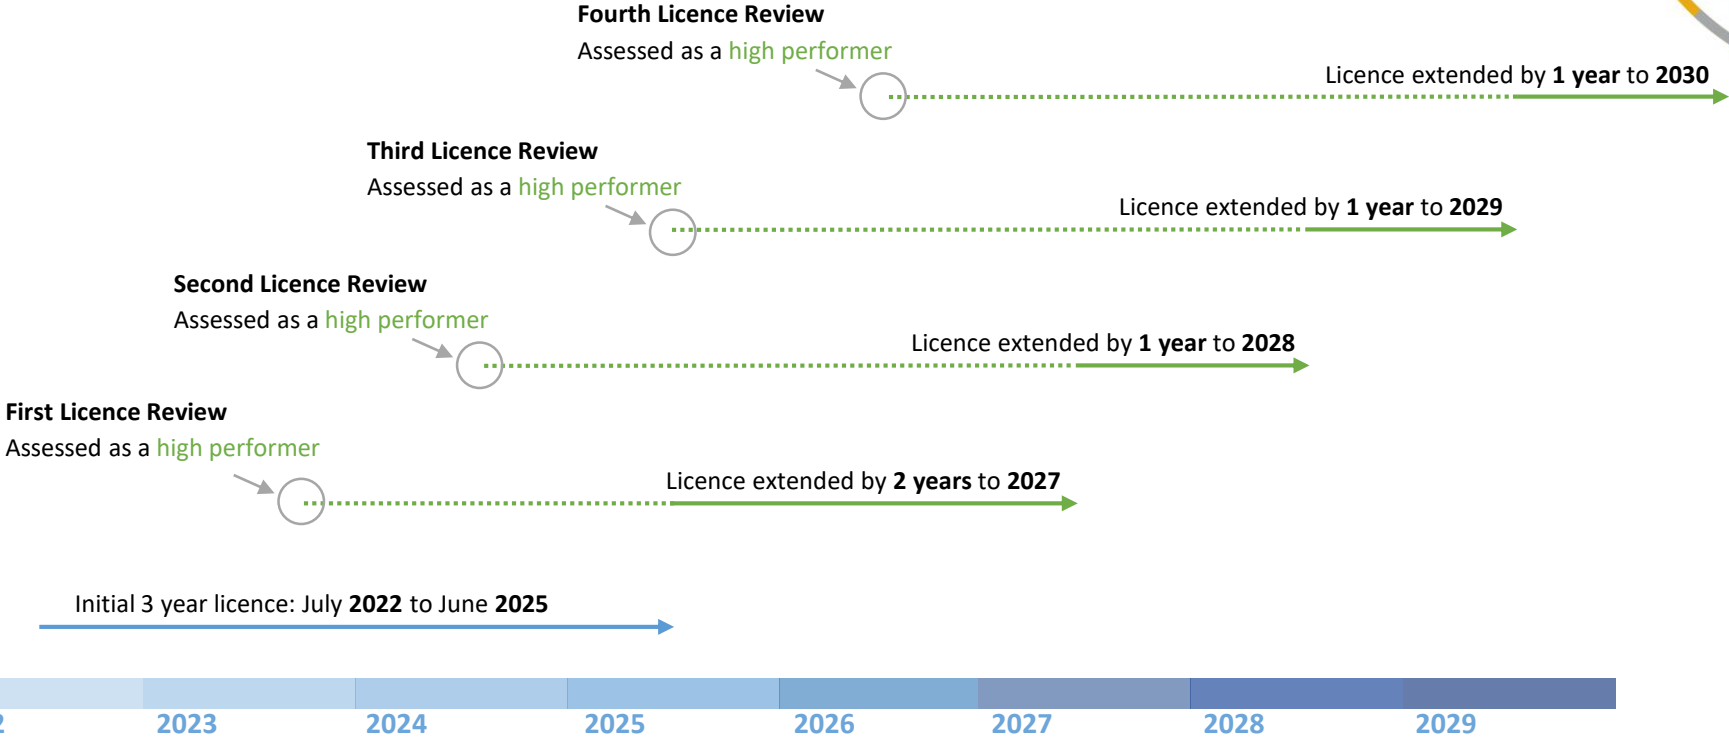 Fourth Licence Review
Assessed as a high performer
Licence extended by 1 year to 2030
Third Licence Review
Assessed as a high performer
Licence extended by 1 year to 2029
Second Licence Review
Assessed as a high performer
Licence extended by 1 year to 2028
First Licence Review
Assessed as a high performer
Licence extended by 2 years to 2027
Initial 3 year licence: July 2022 to June 2025
2023 2024 2025 2026 2027 2028 2029